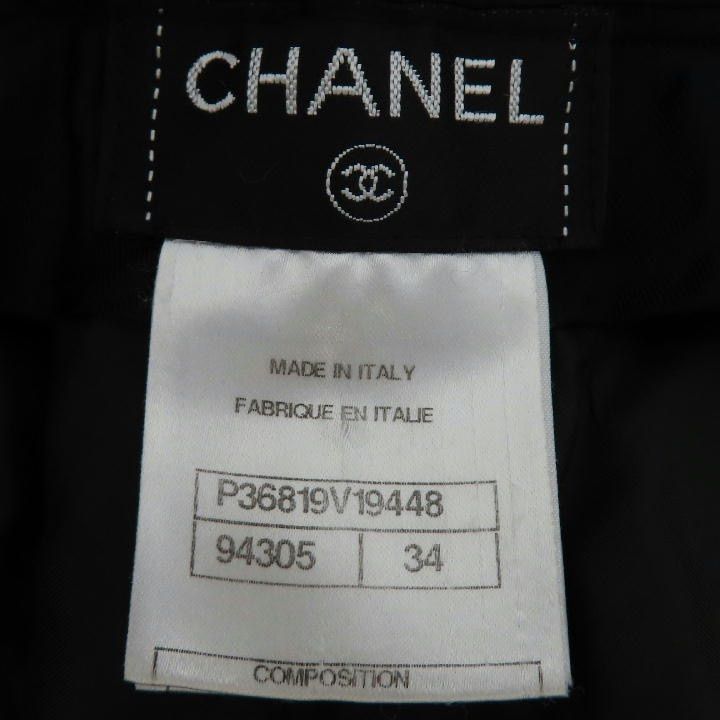 CHANEL
MADE IN ITALY
FABRIQUE EN ITALIE
P36819V19448
94305 34
COMPOSITION